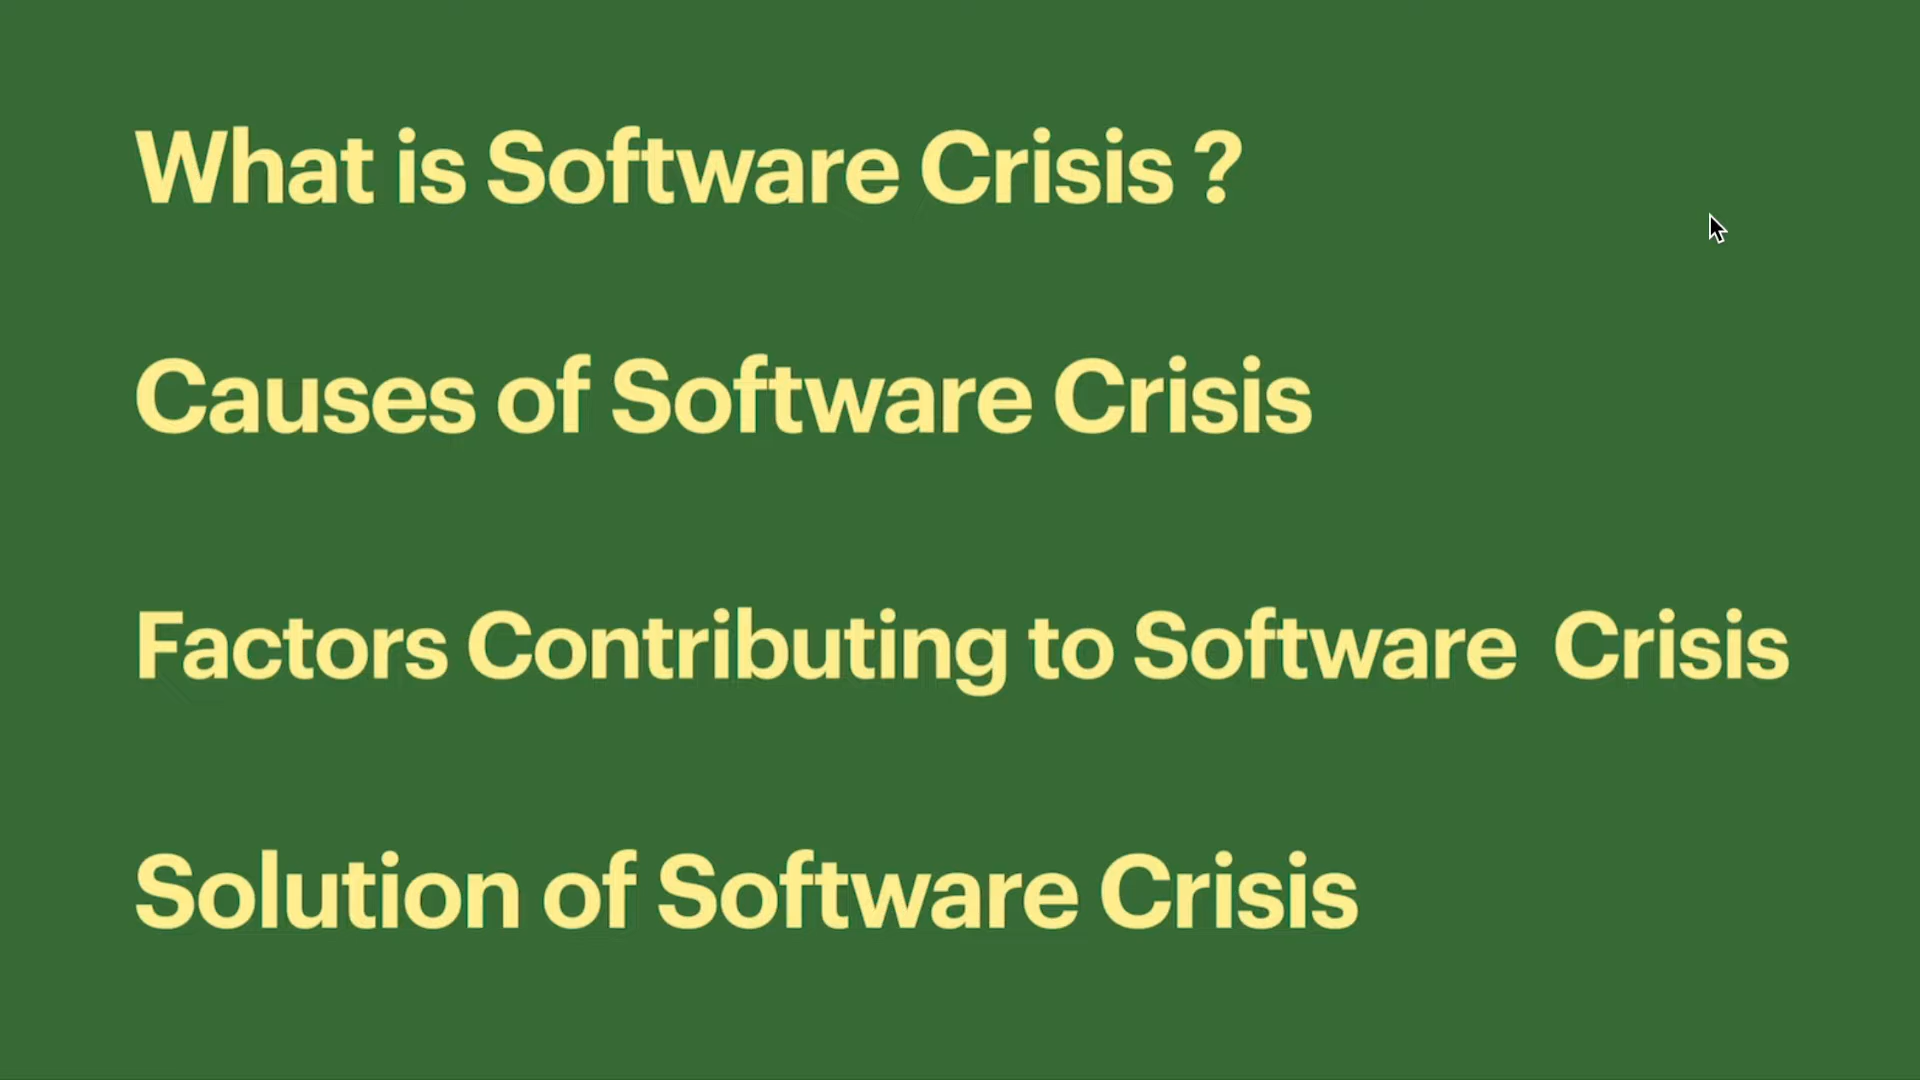 What is Software Crisis ?
Causes of Software Crisis
Factors Contributing to Software  Crisis
Solution of Software Crisis